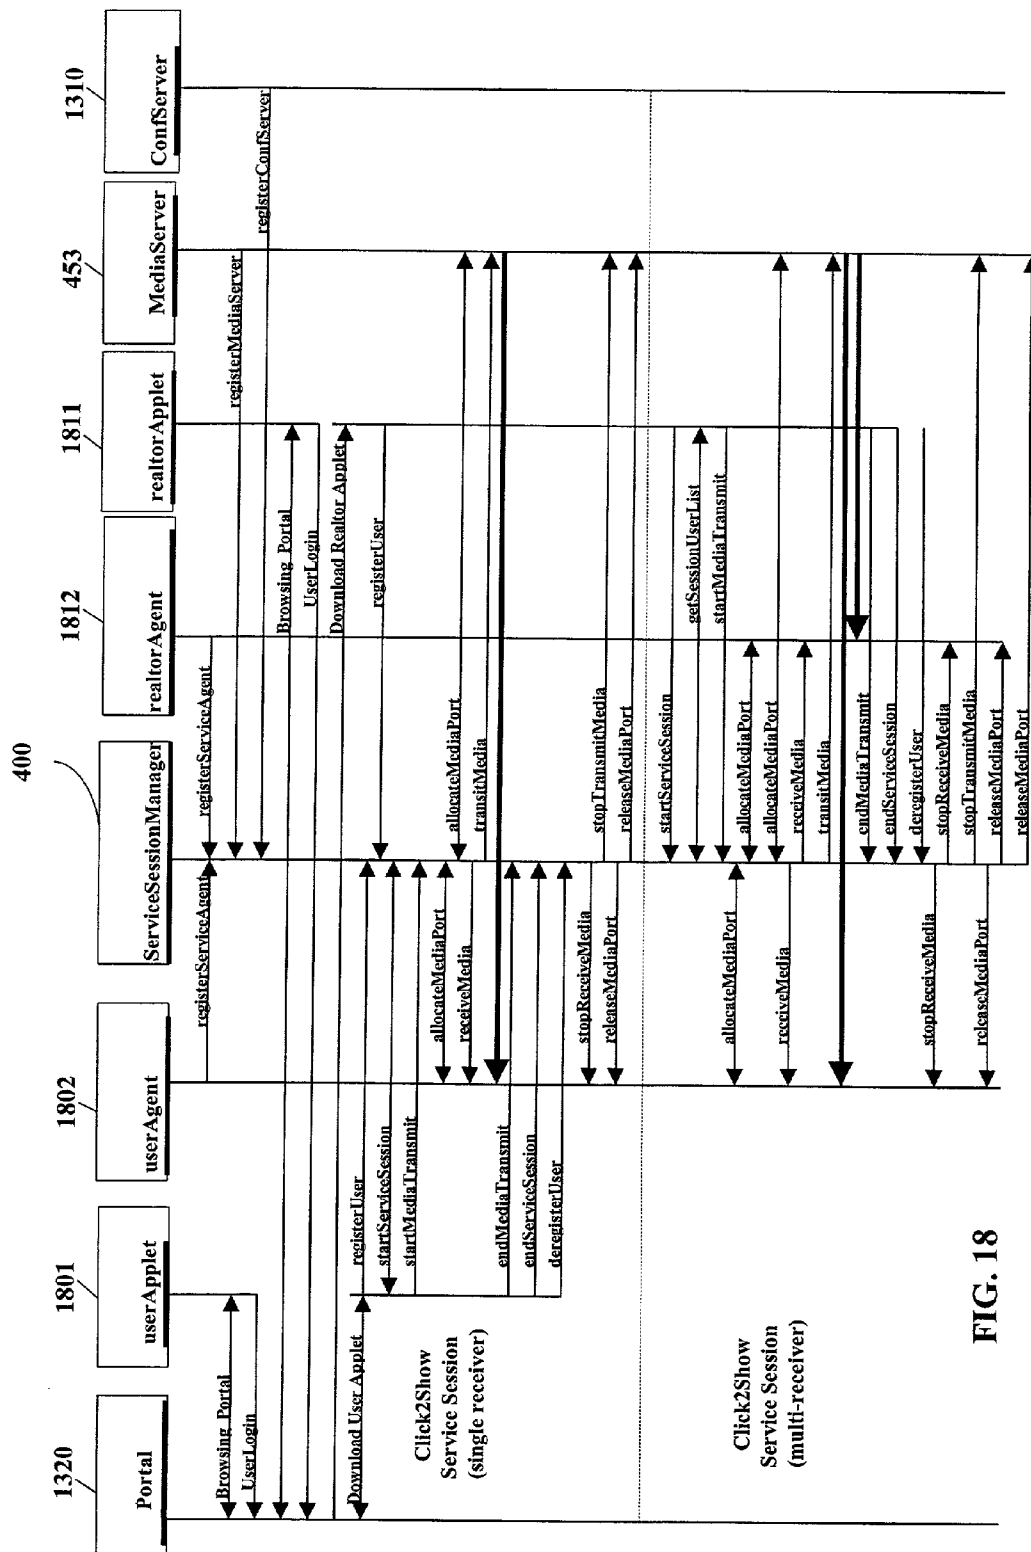 1320
1801
1802
400
1812
1811
453
1310
Portal
userApplet
userAgent
ServiceSessionManager
realtorAgent
realtorApplet
MediaServer
ConfServer
registerServiceAgent
registerServiceAgent
Browsing Portal
registerMediaServer
UserLogin
registerConfServer
Browsing Portal
UserLogin
Download Realtor Applet
Download User Applet
registerUser
registerUser
startServiceSession
startMediaTransmit
Click2Show
Service Session
(single receiver)
allocateMediaPort
allocateMediaPort
receiveMedia
transitMedia
endMediaTransmit
endServiceSession
deregisterUser
stopReceiveMedia
stopTransmitMedia
releaseMediaPort
releaseMediaPort
startServiceSession
getSessionUserList
startMediaTransmit
Click2Show
Service Session
(multi-receiver)
allocateMediaPort
allocateMediaPort
allocateMediaPort
receiveMedia
receiveMedia
transitMedia
endMediaTransmit
endServiceSession
deregisterUser
stopReceiveMedia
stopReceiveMedia
stopTransmitMedia
releaseMediaPort
releaseMediaPort
releaseMediaPort
FIG. 18